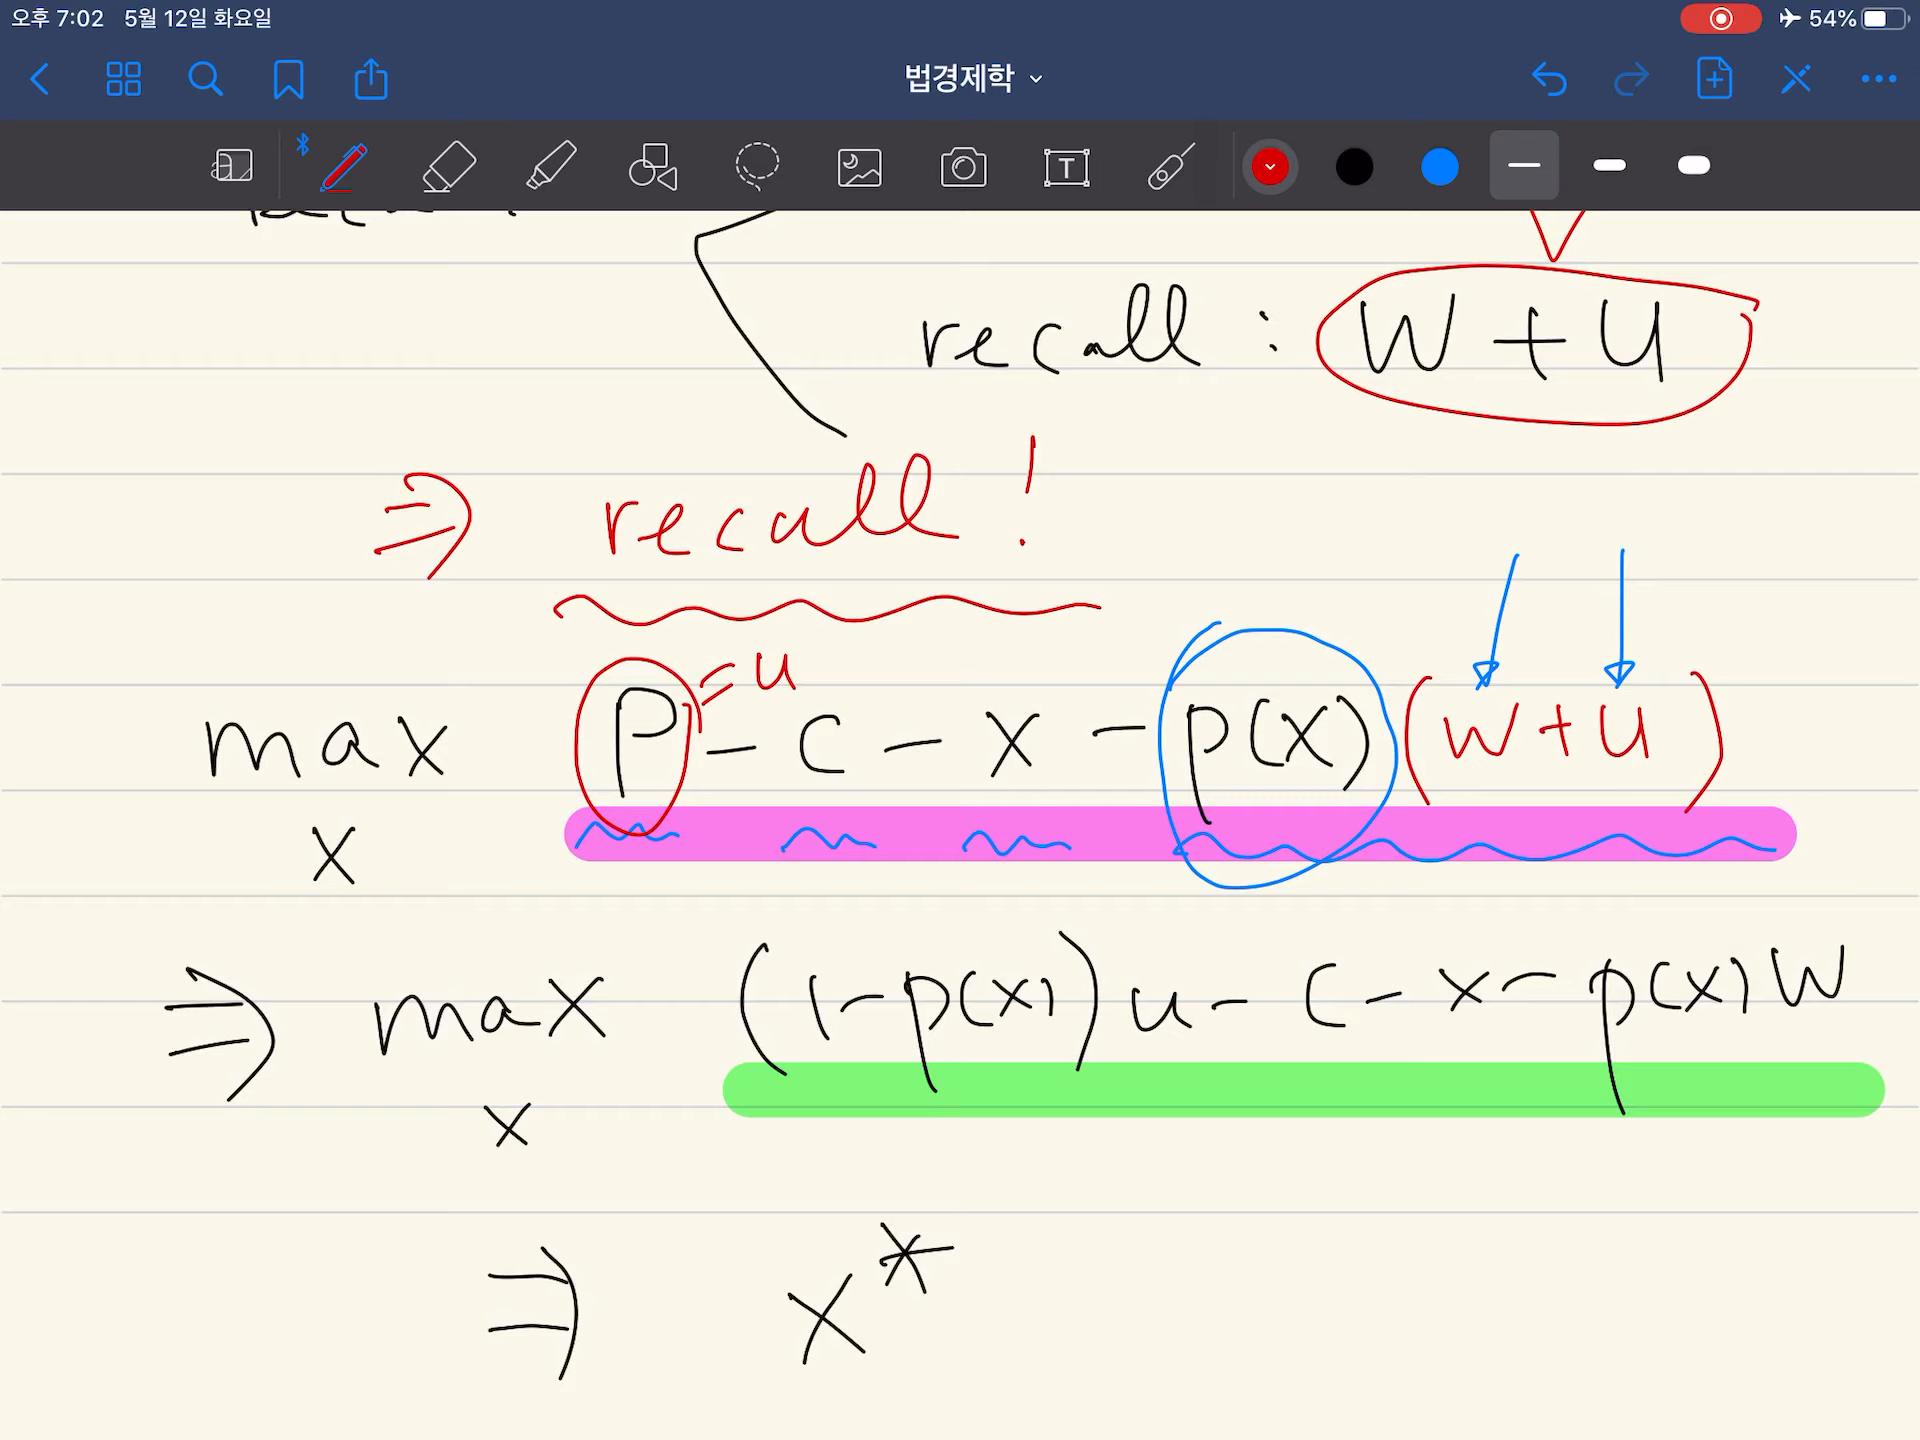 오후 7:02 5월 12일 화요일 54%
법경제학
recall : W + U
⇒ recall !
= u
max P - C - x - p(x) (W + U)
x
⇒ max (1 - p(x)) u - C - x - p(x) W
x
⇒ x*